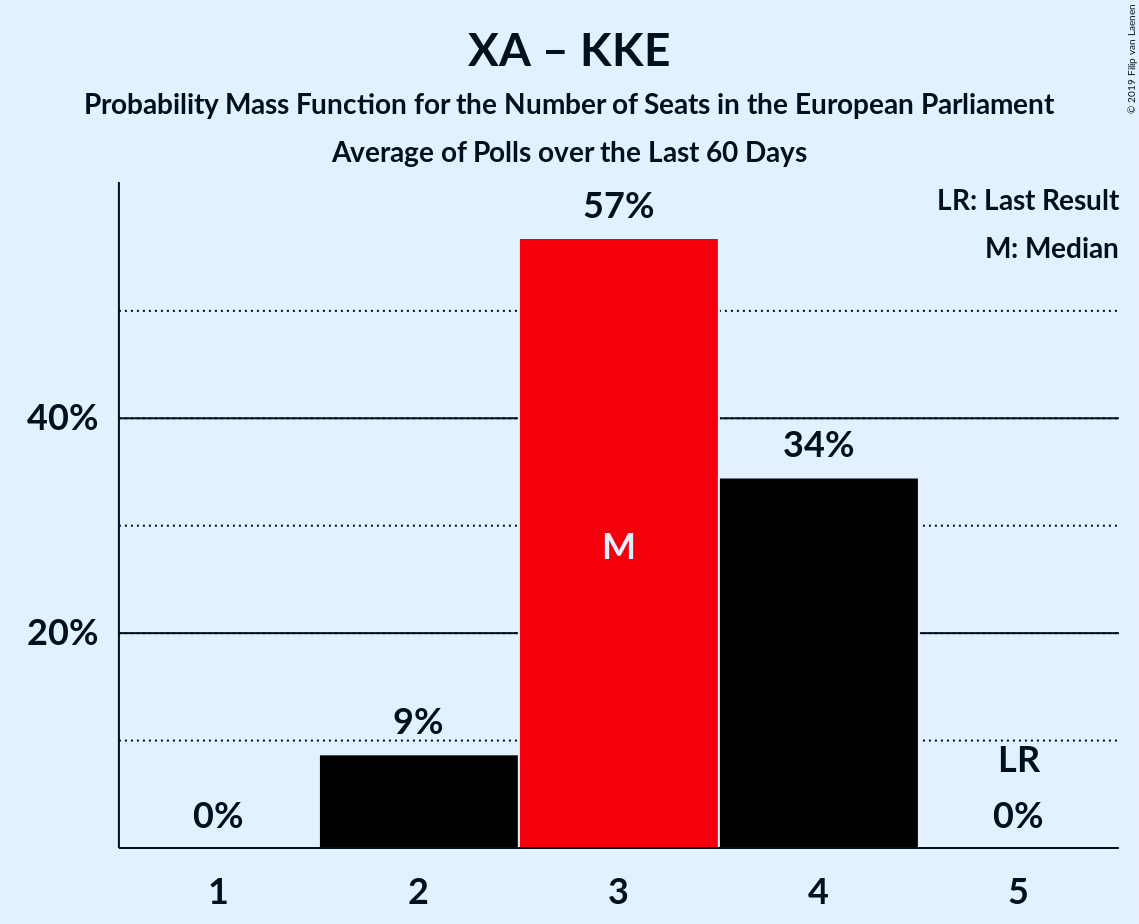 XA – KKE
Probability Mass Function for the Number of Seats in the European Parliament
Average of Polls over the Last 60 Days
© 2019 Filip van Laenen
LR: Last Result
M: Median
57%
40%
34%
M
20%
9%
LR
0%
0%
1
2
3
4
5